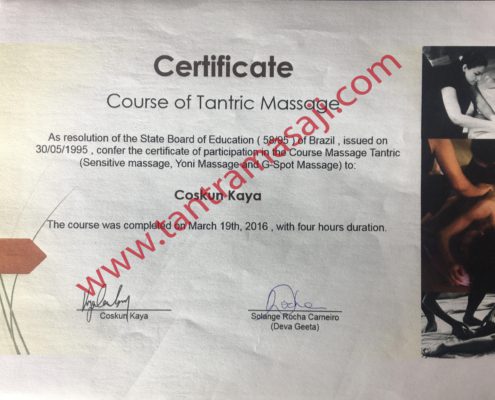 Certificate
Course of Tantric Massage
As resolution of the State Board of Education ( 58/95 ) of Brazil , issued on
30/05/1995 , confer the certificate of participation in the Course Massage Tantric
(Sensitive massage, Yoni Massage and G-Spot Massage) to:
Coskun Kaya
The course was completed on March 19th, 2016 , with four hours duration.
Rocha
Coskun Kaya
Solange Rocha Carneiro
(Deva Geeta)
www.tantramasaji.com